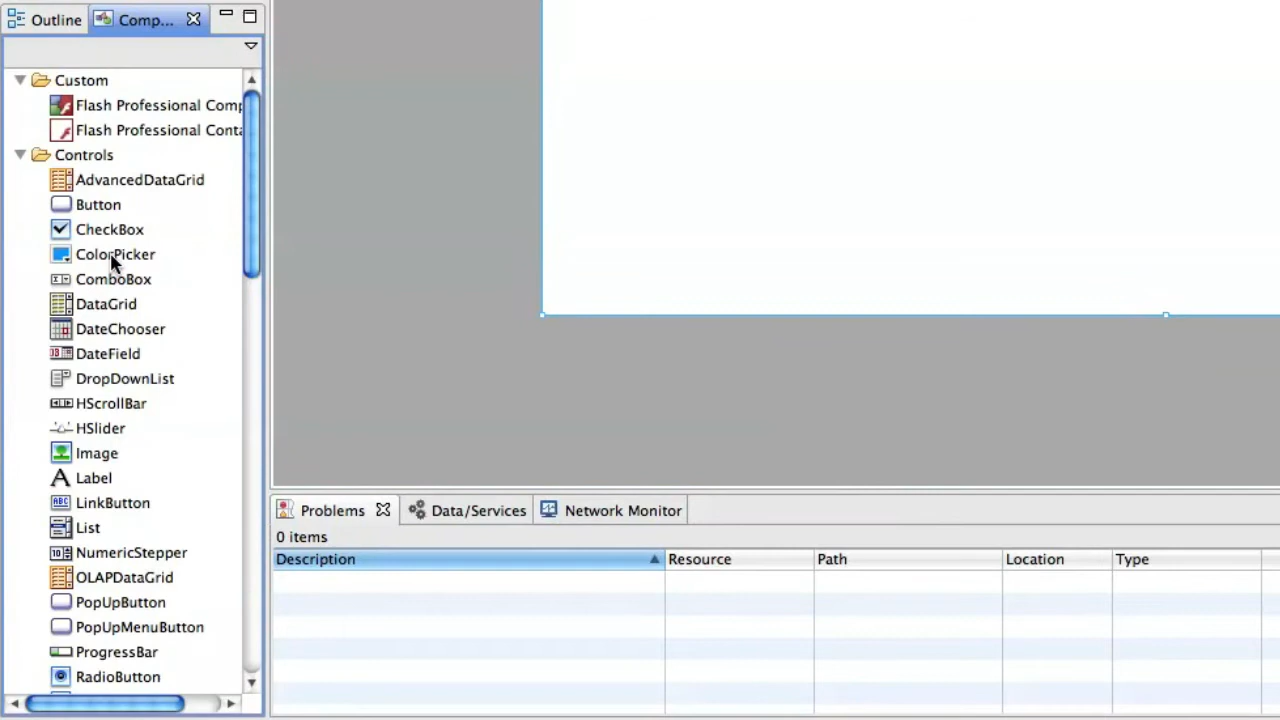 Outline Comp...
Custom
Flash Professional Comp
Flash Professional Conta
Controls
AdvancedDataGrid
Button
CheckBox
ColorPicker
ComboBox
DataGrid
DateChooser
DateField
DropDownList
HScrollBar
HSlider
Image
Label
LinkButton
List
NumericStepper
OLAPDataGrid
PopUpButton
PopUpMenuButton
ProgressBar
RadioButton
Problems Data/Services Network Monitor
0 items
Description Resource Path Location Type